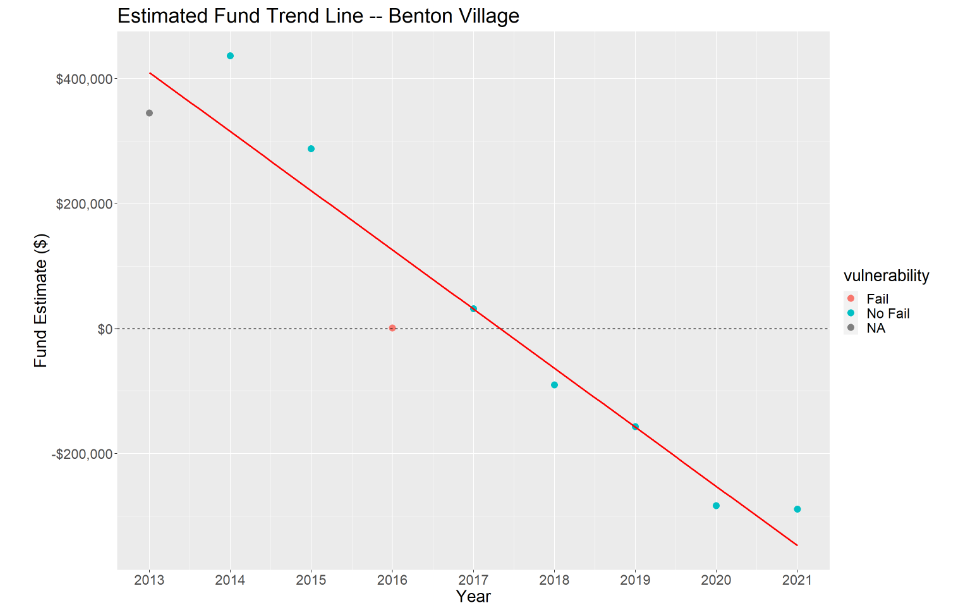 Estimated Fund Trend Line -- Benton Village
Fund Estimate ($)
$400,000
$200,000
$0
-$200,000
2013 2014 2015 2016 2017 2018 2019 2020 2021
Year
vulnerability
Fail
No Fail
NA